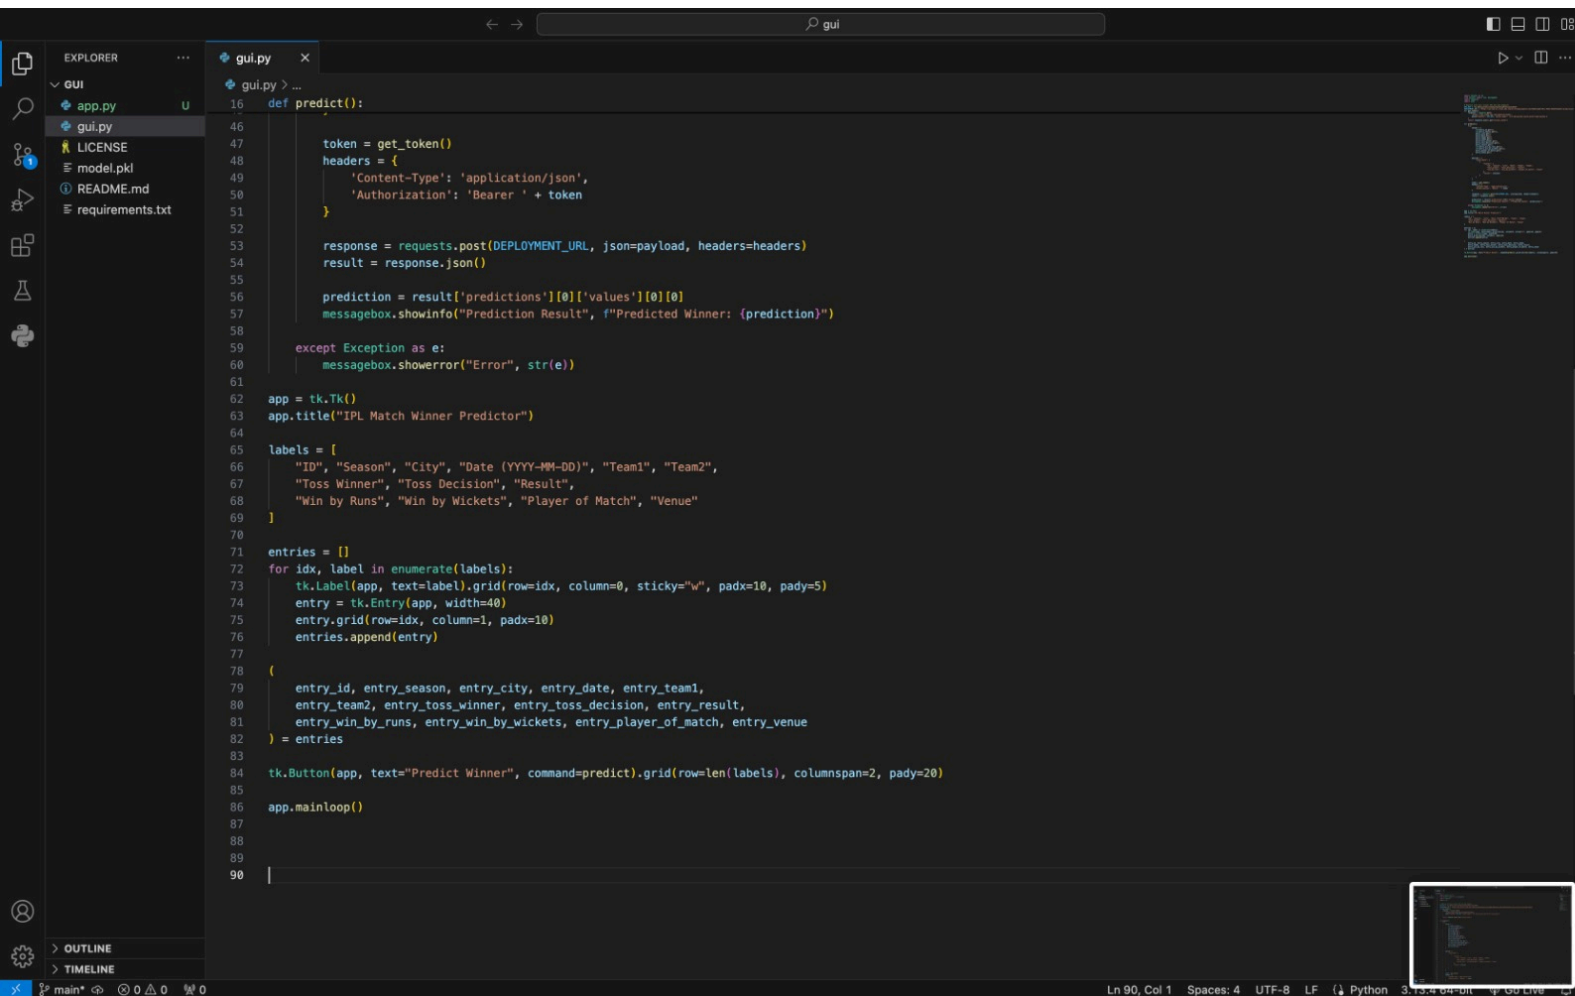 gui
EXPLORER
GUI
app.py U
gui.py
LICENSE
model.pkl
README.md
requirements.txt
OUTLINE
TIMELINE
gui.py
gui.py > ...
16 def predict():
46
47 token = get_token()
48 headers = {
49 'Content-Type': 'application/json',
50 'Authorization': 'Bearer ' + token
51 }
52
53 response = requests.post(DEPLOYMENT_URL, json=payload, headers=headers)
54 result = response.json()
55
56 prediction = result['predictions'][0]['values'][0][0]
57 messagebox.showinfo("Prediction Result", f"Predicted Winner: {prediction}")
58
59 except Exception as e:
60 messagebox.showerror("Error", str(e))
61
62 app = tk.Tk()
63 app.title("IPL Match Winner Predictor")
64
65 labels = [
66 "ID", "Season", "City", "Date (YYYY-MM-DD)", "Team1", "Team2",
67 "Toss Winner", "Toss Decision", "Result",
68 "Win by Runs", "Win by Wickets", "Player of Match", "Venue"
69 ]
70
71 entries = []
72 for idx, label in enumerate(labels):
73 tk.Label(app, text=label).grid(row=idx, column=0, sticky="w", padx=10, pady=5)
74 entry = tk.Entry(app, width=40)
75 entry.grid(row=idx, column=1, padx=10)
76 entries.append(entry)
77
78 (
79 entry_id, entry_season, entry_city, entry_date, entry_team1,
80 entry_team2, entry_toss_winner, entry_toss_decision, entry_result,
81 entry_win_by_runs, entry_win_by_wickets, entry_player_of_match, entry_venue
82 ) = entries
83
84 tk.Button(app, text="Predict Winner", command=predict).grid(row=len(labels), columnspan=2, pady=20)
85
86 app.mainloop()
87
88
89
90
main* 0 0 0 Ln 90, Col 1 Spaces: 4 UTF-8 LF Python 3.13.4 64-bit Go Live